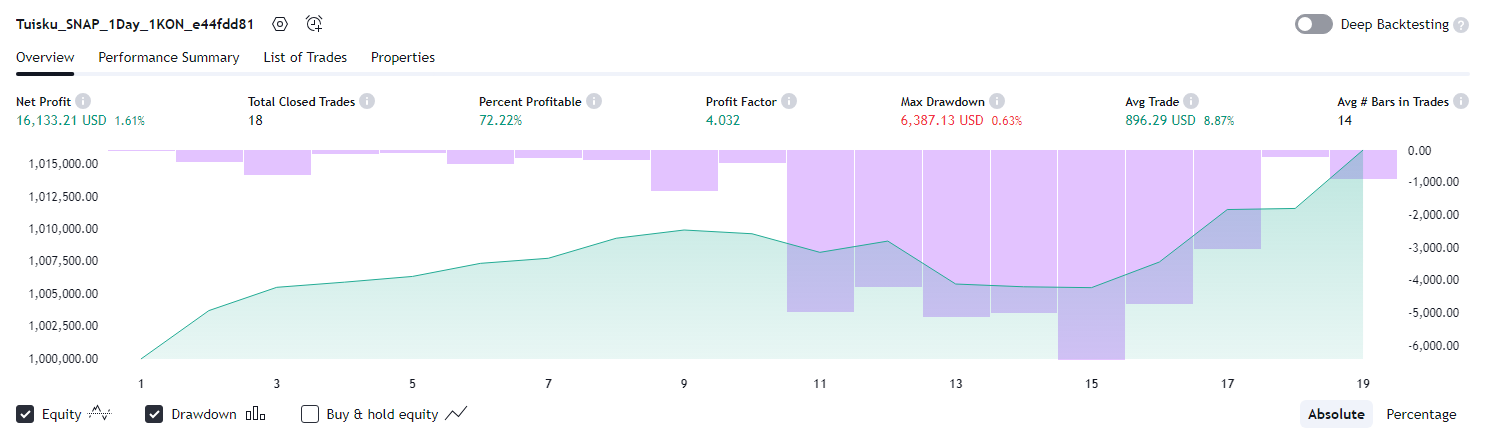 Tuisku_SNAP_1Day_1KON_e44fdd81 Deep Backtesting ?
Overview Performance Summary List of Trades Properties
Net Profit i Total Closed Trades i Percent Profitable i Profit Factor i Max Drawdown i Avg Trade i Avg # Bars in Trades i
16,133.21 USD 1.61% 18 72.22% 4.032 6,387.13 USD 0.63% 896.29 USD 8.87% 14
1,015,000.00 0.00
1,012,500.00 -1,000.00
1,010,000.00 -2,000.00
1,007,500.00 -3,000.00
1,005,000.00 -4,000.00
1,002,500.00 -5,000.00
1,000,000.00 -6,000.00
1 3 5 7 9 11 13 15 17 19
Equity Drawdown Buy & hold equity Absolute Percentage